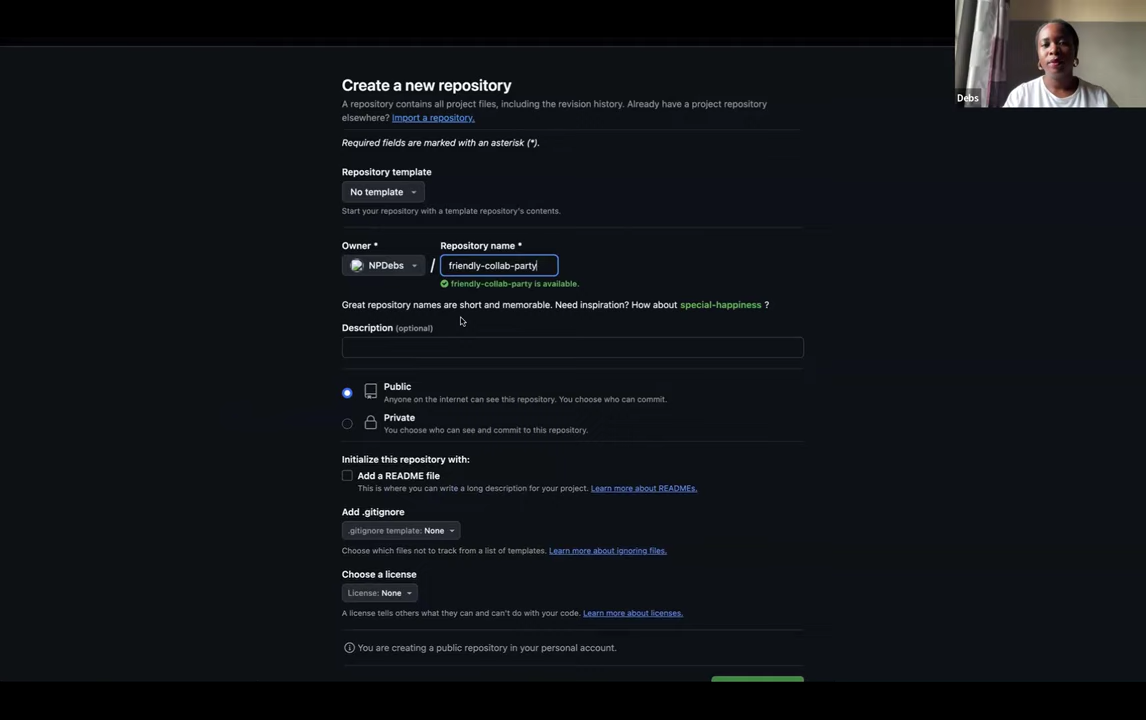 Debs
Create a new repository
A repository contains all project files, including the revision history. Already have a project repository
elsewhere? Import a repository.
Required fields are marked with an asterisk (*).
Repository template
No template
Start your repository with a template repository's contents.
Owner * Repository name *
NPDebs / friendly-collab-party
friendly-collab-party is available.
Great repository names are short and memorable. Need inspiration? How about special-happiness ?
Description (optional)
Public
Anyone on the internet can see this repository. You choose who can commit.
Private
You choose who can see and commit to this repository.
Initialize this repository with:
Add a README file
This is where you can write a long description for your project. Learn more about READMEs.
Add .gitignore
.gitignore template: None
Choose which files not to track from a list of templates. Learn more about ignoring files.
Choose a license
License: None
A license tells others what they can and can't do with your code. Learn more about licenses.
You are creating a public repository in your personal account.